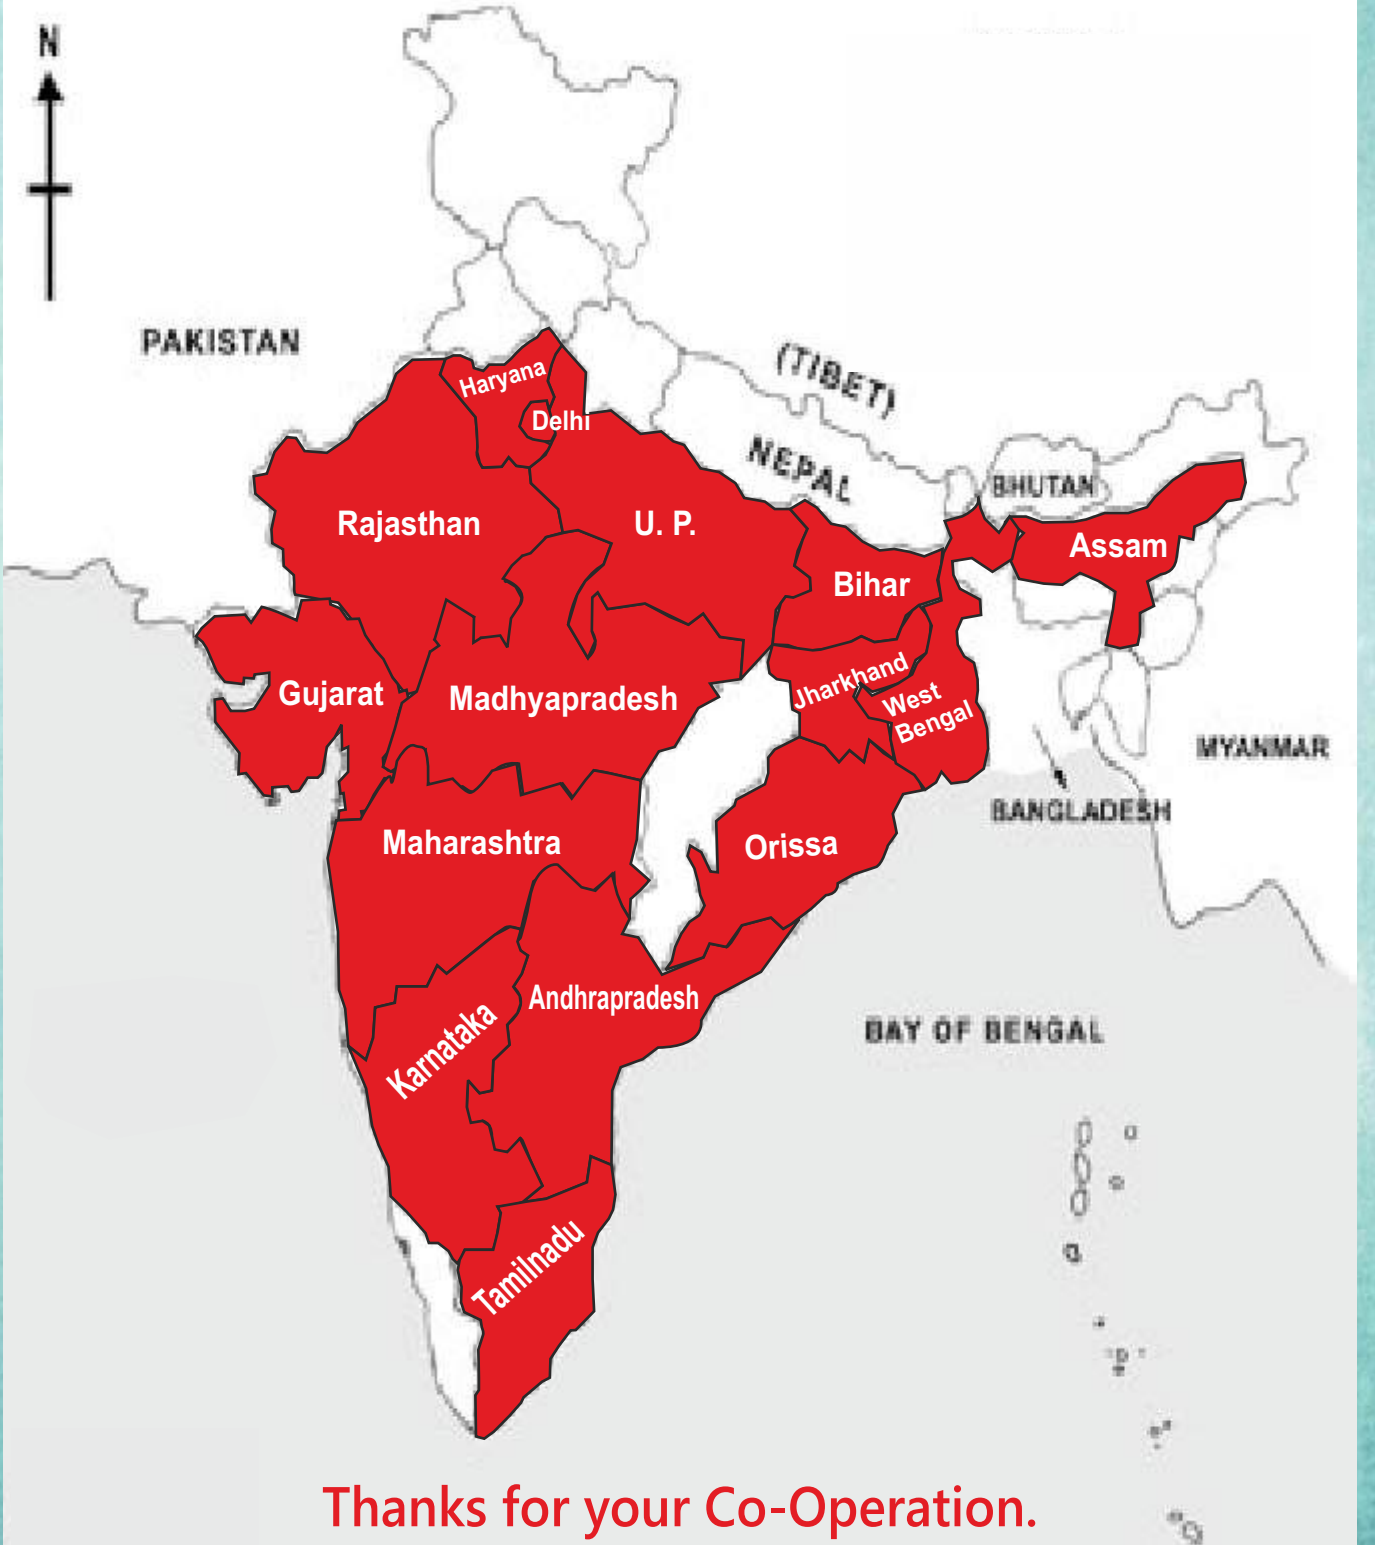 N
PAKISTAN
(TIBET)
NEPAL
BHUTAN
Haryana
Delhi
Rajasthan
U. P.
Assam
Bihar
Gujarat
Madhyapradesh
Jharkhand
West
Bengal
MYANMAR
BANGLADESH
Maharashtra
Orissa
Andhrapradesh
Karnataka
BAY OF BENGAL
Tamilnadu
Thanks for your Co-Operation.